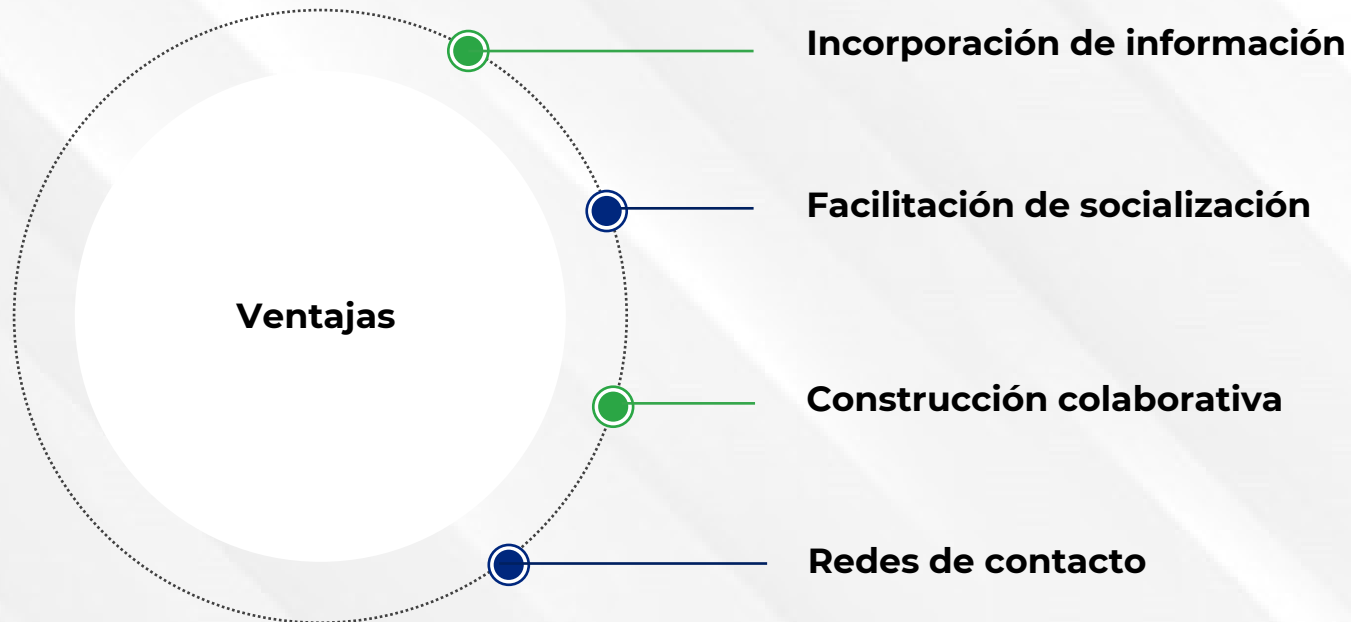 Incorporación de información
Facilitación de socialización
Ventajas
Construcción colaborativa
Redes de contacto